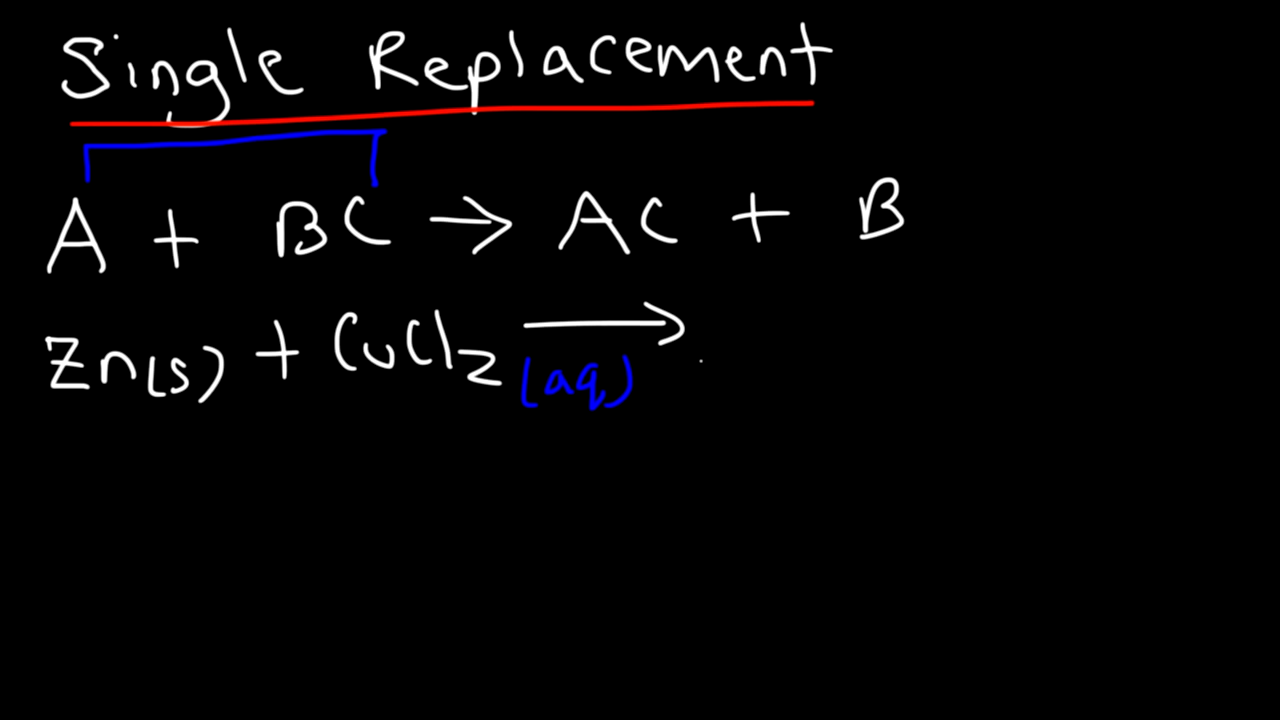 Single Replacement
A + BC → AC + B
Zn(s) + CuCl₂ (aq) →